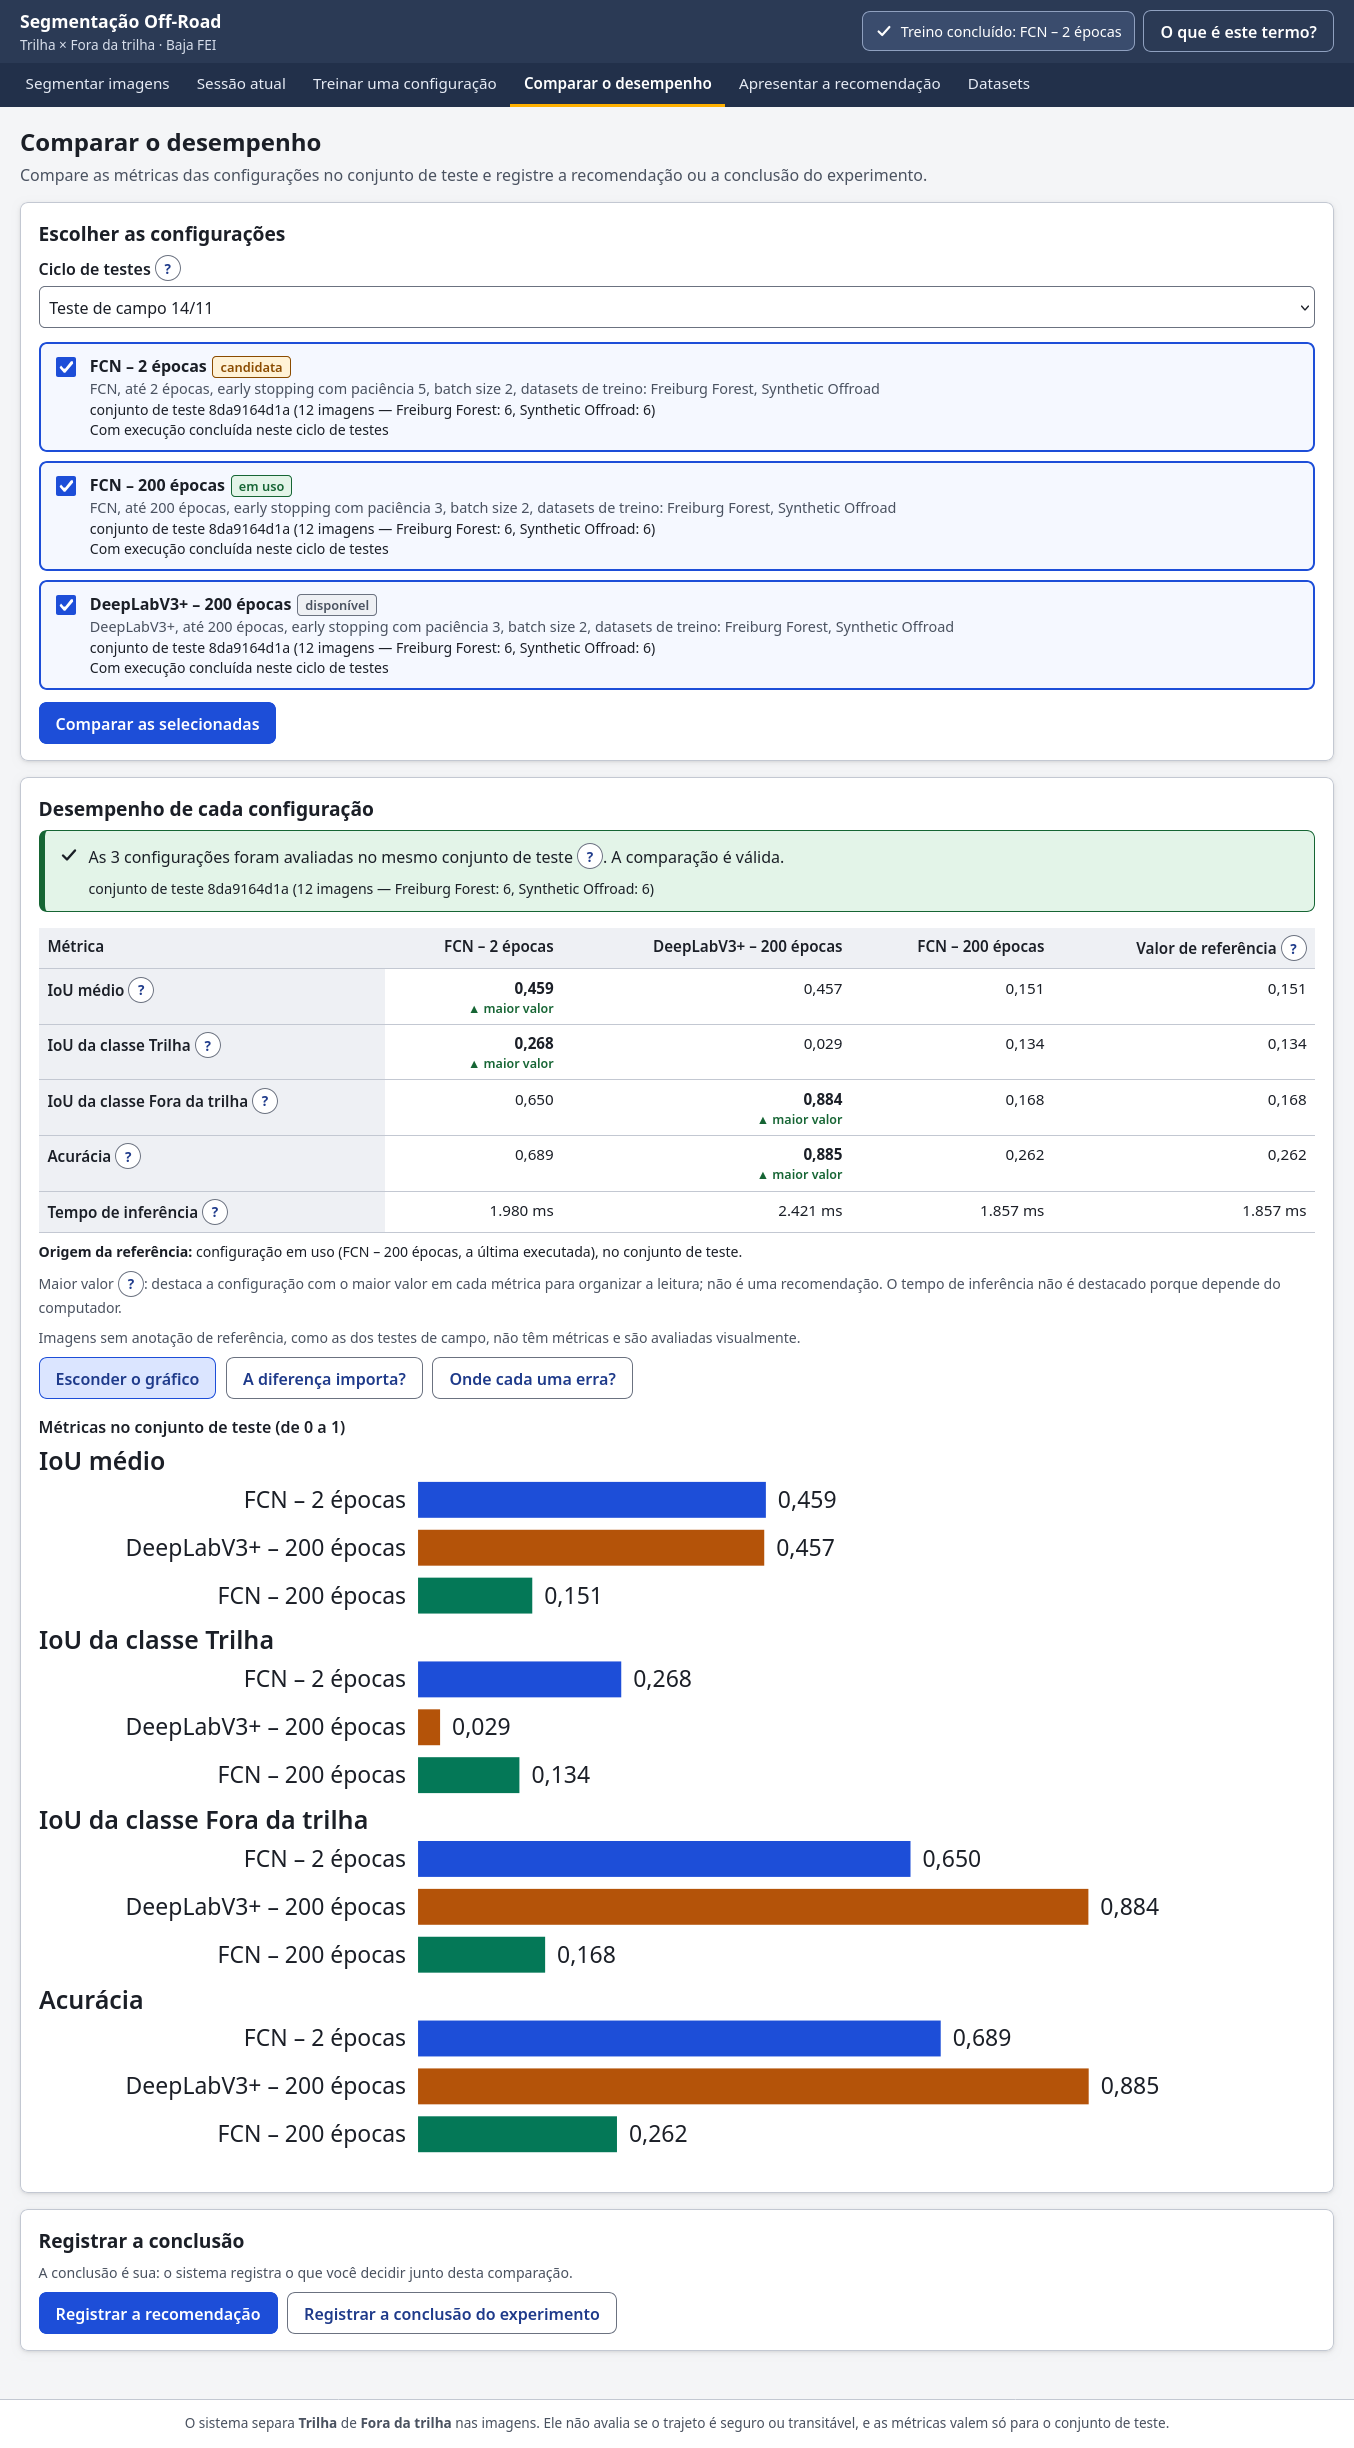 Segmentação Off-Road
Trilha × Fora da trilha · Baja FEI
Treino concluído: FCN – 2 épocas
O que é este termo?
Segmentar imagens
Sessão atual
Treinar uma configuração
Comparar o desempenho
Apresentar a recomendação
Datasets
Comparar o desempenho
Compare as métricas das configurações no conjunto de teste e registre a recomendação ou a conclusão do experimento.
Escolher as configurações
Ciclo de testes ?
Teste de campo 14/11
FCN – 2 épocas candidata
FCN, até 2 épocas, early stopping com paciência 5, batch size 2, datasets de treino: Freiburg Forest, Synthetic Offroad
conjunto de teste 8da9164d1a (12 imagens — Freiburg Forest: 6, Synthetic Offroad: 6)
Com execução concluída neste ciclo de testes
FCN – 200 épocas em uso
FCN, até 200 épocas, early stopping com paciência 3, batch size 2, datasets de treino: Freiburg Forest, Synthetic Offroad
conjunto de teste 8da9164d1a (12 imagens — Freiburg Forest: 6, Synthetic Offroad: 6)
Com execução concluída neste ciclo de testes
DeepLabV3+ – 200 épocas disponível
DeepLabV3+, até 200 épocas, early stopping com paciência 3, batch size 2, datasets de treino: Freiburg Forest, Synthetic Offroad
conjunto de teste 8da9164d1a (12 imagens — Freiburg Forest: 6, Synthetic Offroad: 6)
Com execução concluída neste ciclo de testes
Comparar as selecionadas
Desempenho de cada configuração
As 3 configurações foram avaliadas no mesmo conjunto de teste ?. A comparação é válida.
conjunto de teste 8da9164d1a (12 imagens — Freiburg Forest: 6, Synthetic Offroad: 6)
Métrica FCN – 2 épocas DeepLabV3+ – 200 épocas FCN – 200 épocas Valor de referência ?
IoU médio ? 0,459 0,457 0,151 0,151
▲ maior valor
IoU da classe Trilha ? 0,268 0,029 0,134 0,134
▲ maior valor
IoU da classe Fora da trilha ? 0,650 0,884 0,168 0,168
▲ maior valor
Acurácia ? 0,689 0,885 0,262 0,262
▲ maior valor
Tempo de inferência ? 1.980 ms 2.421 ms 1.857 ms 1.857 ms
Origem da referência: configuração em uso (FCN – 200 épocas, a última executada), no conjunto de teste.
Maior valor ?: destaca a configuração com o maior valor em cada métrica para organizar a leitura; não é uma recomendação. O tempo de inferência não é destacado porque depende do
computador.
Imagens sem anotação de referência, como as dos testes de campo, não têm métricas e são avaliadas visualmente.
Esconder o gráfico
A diferença importa?
Onde cada uma erra?
Métricas no conjunto de teste (de 0 a 1)
IoU médio
FCN – 2 épocas 0,459
DeepLabV3+ – 200 épocas 0,457
FCN – 200 épocas 0,151
IoU da classe Trilha
FCN – 2 épocas 0,268
DeepLabV3+ – 200 épocas 0,029
FCN – 200 épocas 0,134
IoU da classe Fora da trilha
FCN – 2 épocas 0,650
DeepLabV3+ – 200 épocas 0,884
FCN – 200 épocas 0,168
Acurácia
FCN – 2 épocas 0,689
DeepLabV3+ – 200 épocas 0,885
FCN – 200 épocas 0,262
Registrar a conclusão
A conclusão é sua: o sistema registra o que você decidir junto desta comparação.
Registrar a recomendação
Registrar a conclusão do experimento
O sistema separa Trilha de Fora da trilha nas imagens. Ele não avalia se o trajeto é seguro ou transitável, e as métricas valem só para o conjunto de teste.